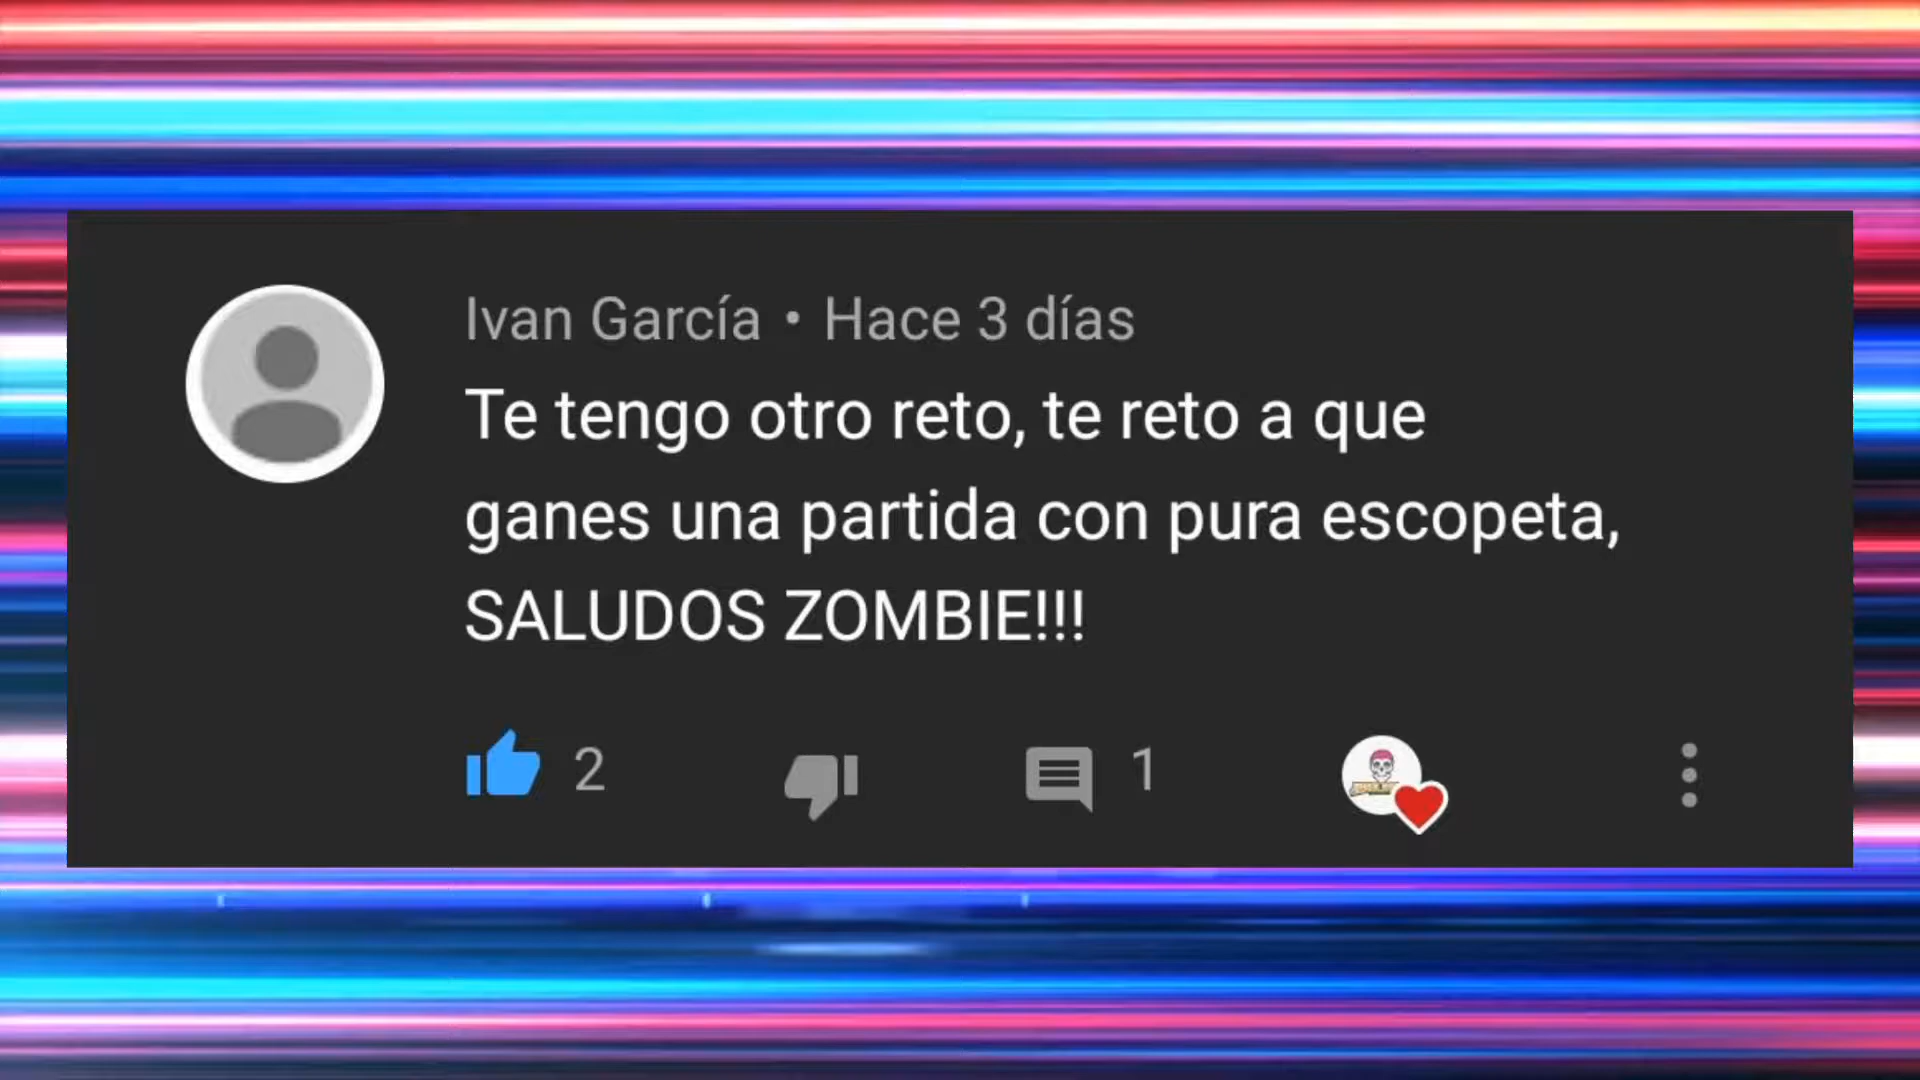 Ivan García • Hace 3 días
Te tengo otro reto, te reto a que
ganes una partida con pura escopeta,
SALUDOS ZOMBIE!!!
2 1